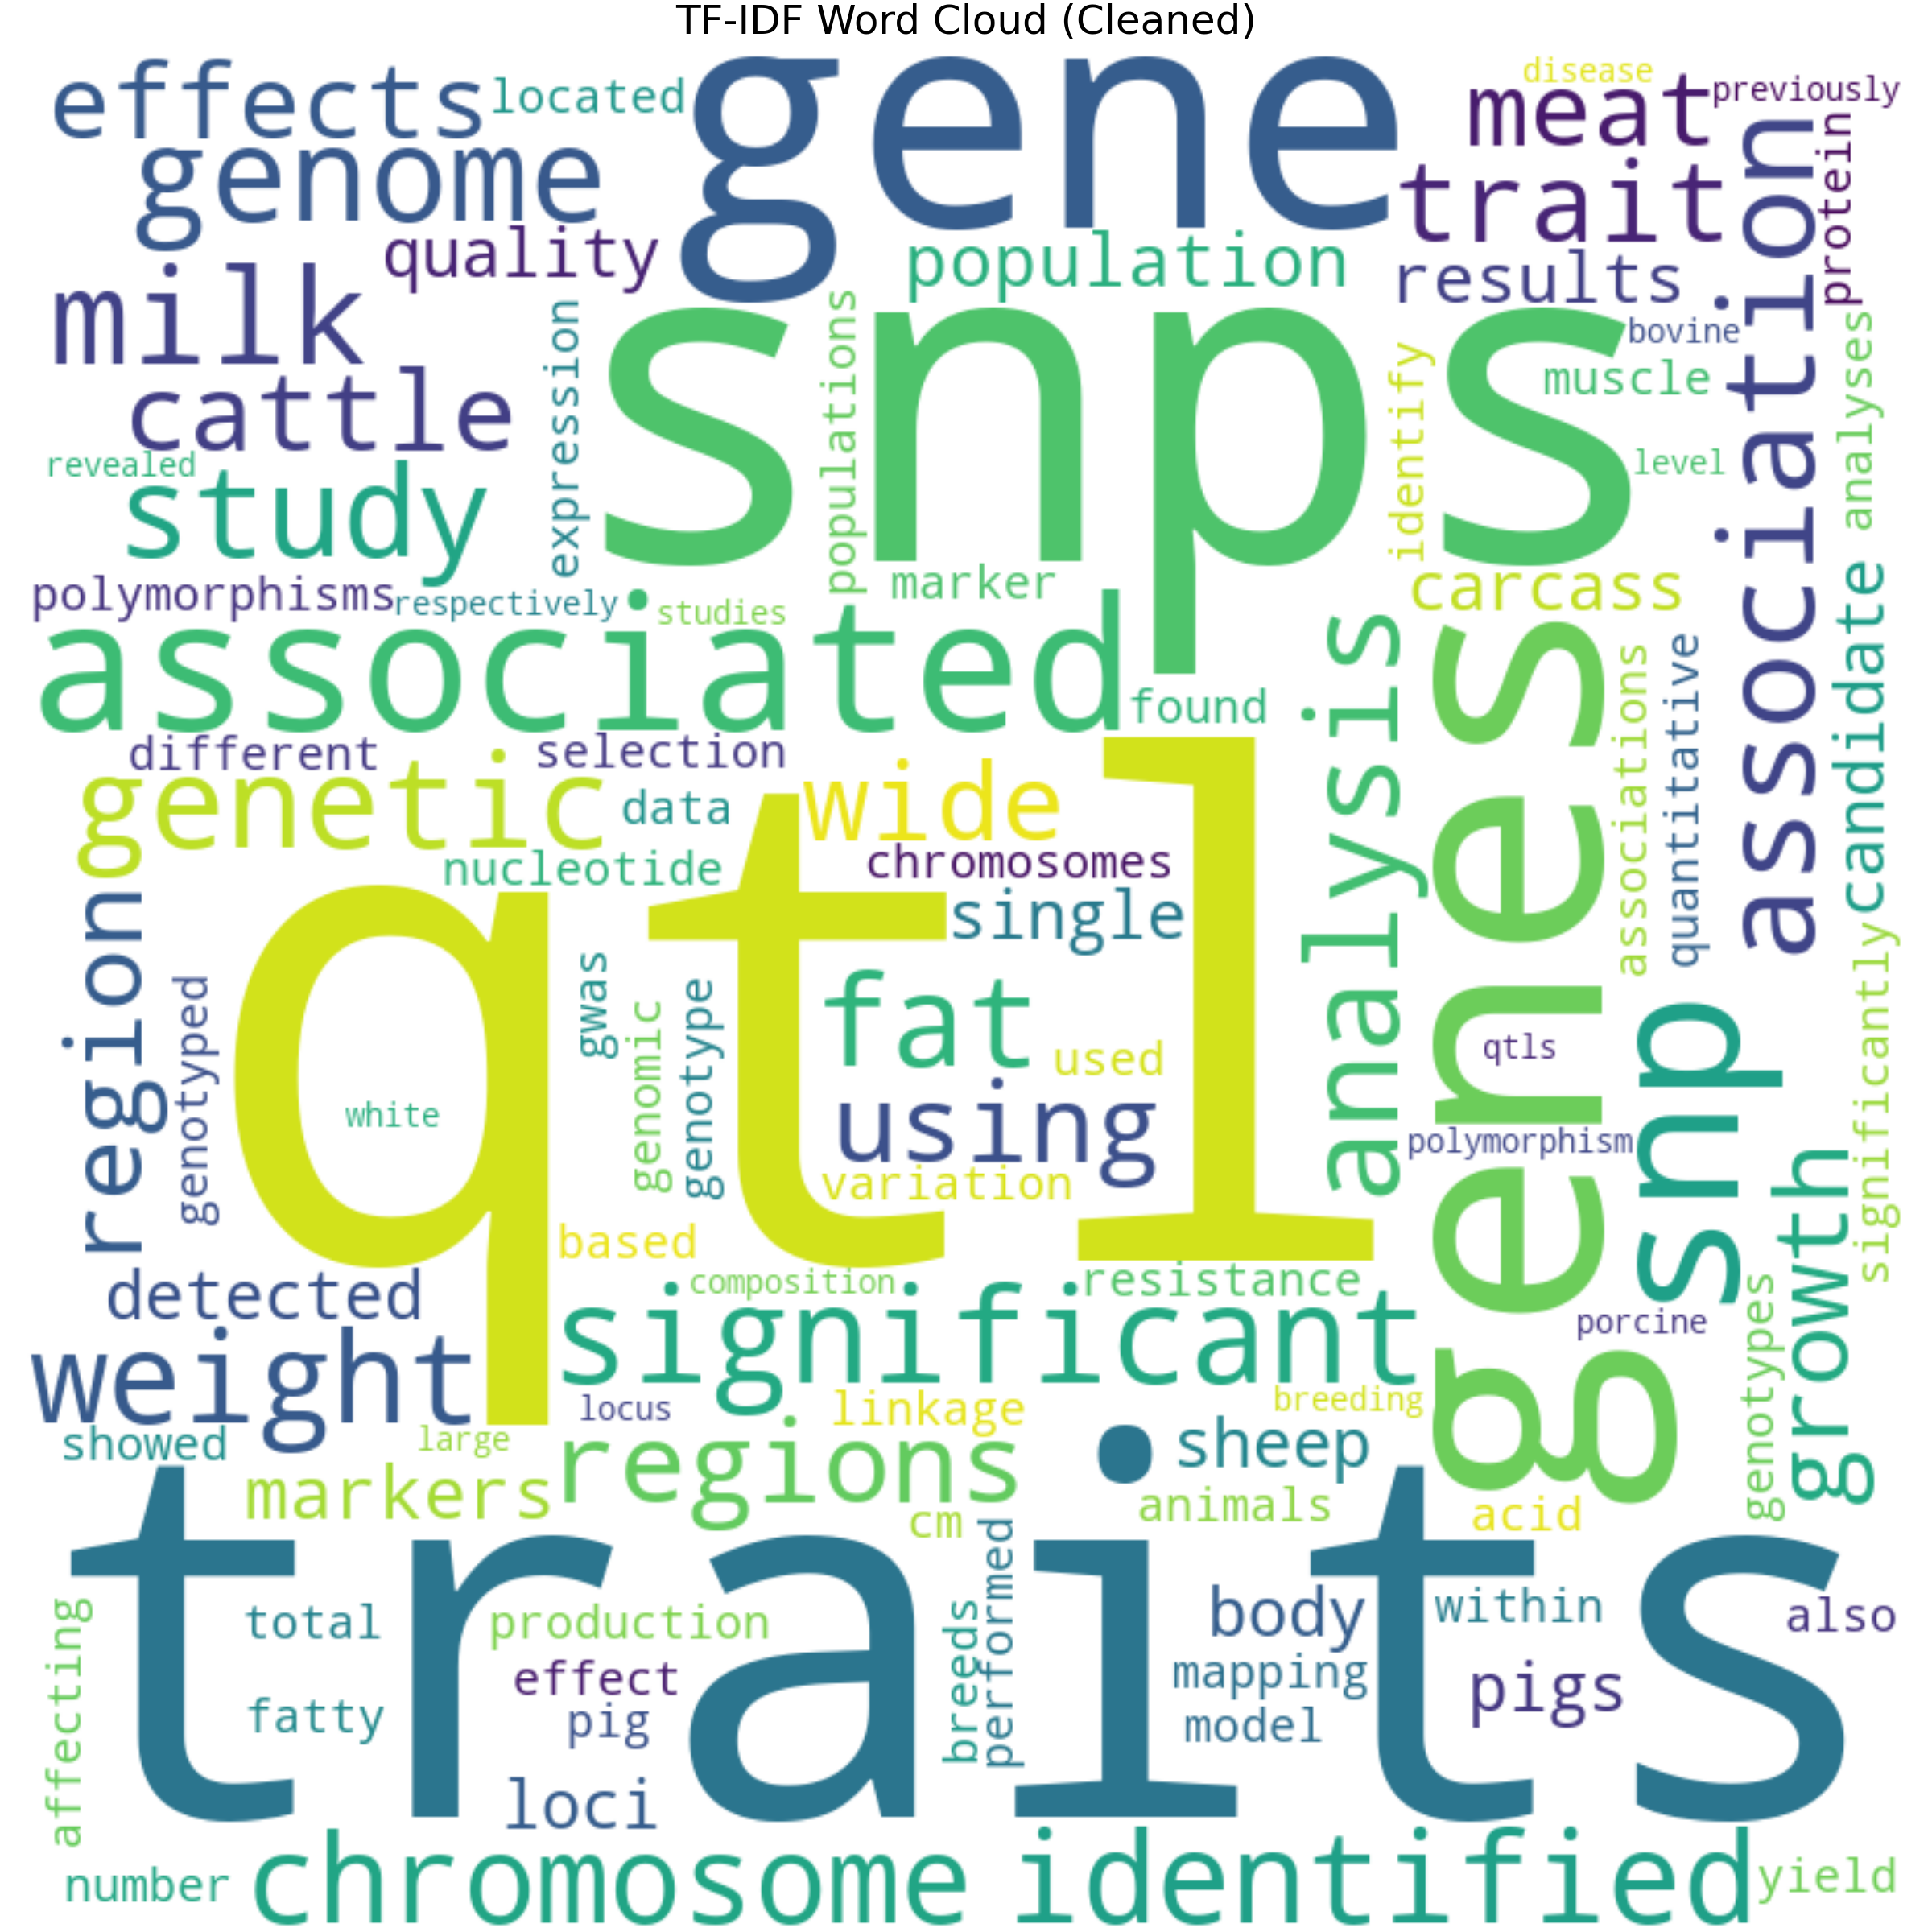 TF-IDF Word Cloud (Cleaned)
effects
located
gene
disease
meat
previously
genome
trait
association
protein
quality
population
results
milk
snps
bovine
expression
populations
identify
muscle
analyses
cattle
revealed
level
study
polymorphisms
respectively
studies
marker
carcass
candidate
associated
found
analysis
genes
associations
quantitative
different
selection
genetic
data
wide
nucleotide
chromosomes
qtl
single
region
genotyped
gwas
genomic
genotype
fat
used
qtls
snp
significantly
white
using
polymorphism
variation
growth
based
detected
composition
resistance
significant
porcine
genotypes
weight
locus
linkage
breeding
showed
large
regions
sheep
markers
cm
animals
acid
traits
performed
affecting
total
production
breeds
body
within
also
effect
mapping
pigs
fatty
pig
model
loci
number
chromosome
identified
yield